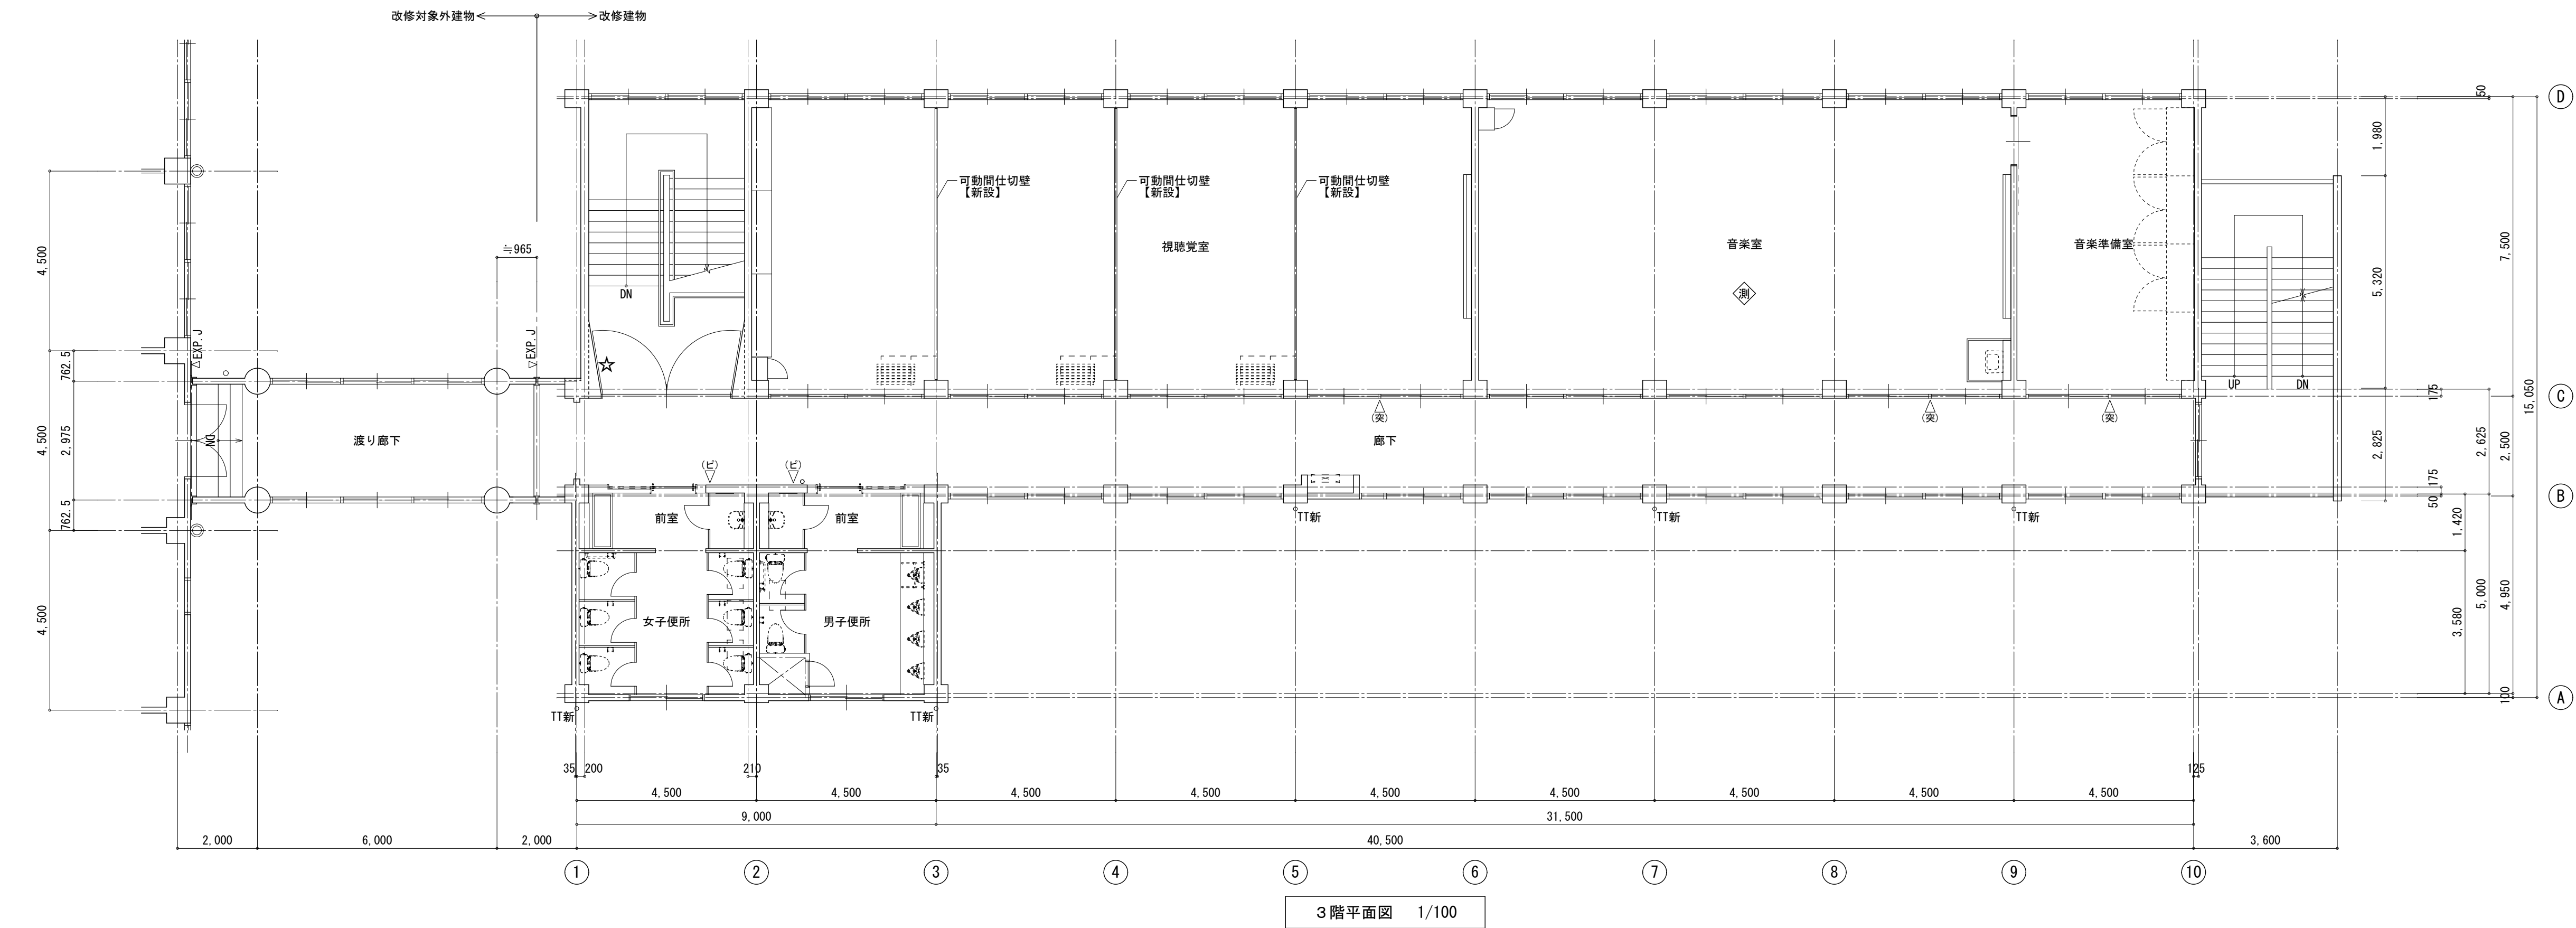 改修対象外建物
改修建物
50
D
1,980
可動間仕切壁
【新設】
可動間仕切壁
【新設】
可動間仕切壁
【新設】
4,500
≒965
視聴覚室
音楽室
音楽準備室
7,500
5,320
DN
測
EXP.J
EXP.J
762.5
☆
UP
DN
175
15,050
C
(突)
(突)
(突)
4,500
2,975
DN
渡り廊下
廊下
2,825
2,625
2,500
(ピ)
(ピ)
175
50
B
762.5
前室
前室
TT新
TT新
TT新
1,420
4,500
女子便所
男子便所
3,580
5,000
4,950
100
A
TT新
TT新
35
200
210
35
125
4,500
4,500
4,500
4,500
4,500
4,500
4,500
4,500
4,500
9,000
31,500
2,000
6,000
2,000
40,500
3,600
1
2
3
4
5
6
7
8
9
10
3階平面図 1/100